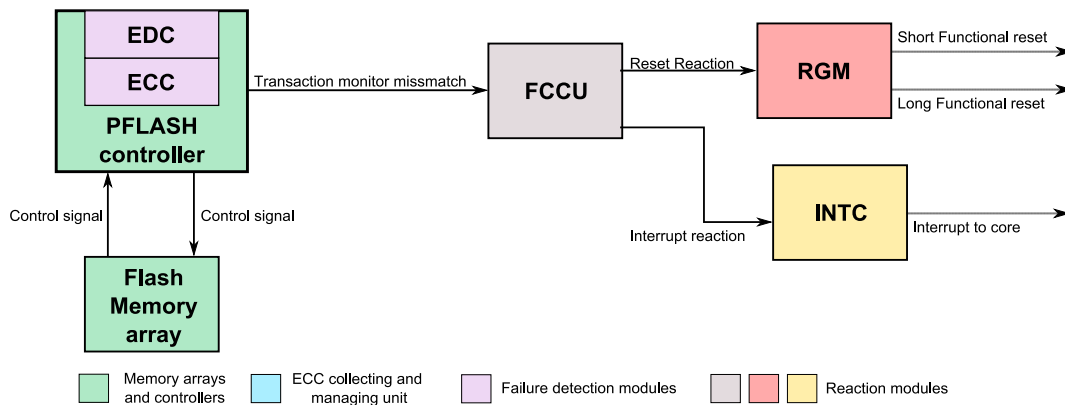 EDC
ECC
PFLASH
controller
Transaction monitor missmatch
FCCU
Reset Reaction
RGM
Short Functional reset
Long Functional reset
Control signal
Control signal
Interrupt reaction
INTC
Interrupt to core
Flash
Memory
array
Memory arrays
and controllers
ECC collecting and
managing unit
Failure detection modules
Reaction modules